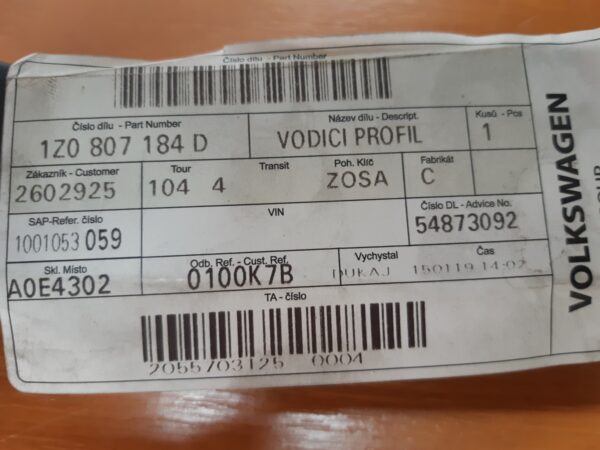 Číslo dílu - Part Number
Číslo dílu - Part Number Název dílu - Descript. Kusů - Pcs
1Z0 807 184 D VODICI PROFIL 1
Zákazník - Customer Tour Transit Poh. Klíč Fabrikát
2602925 104 4 ZOSA C
SAP-Refer. číslo VIN Číslo DL - Advice No.
1001053 059 54873092
Skl. Místo Odb. Ref. - Cust. Ref. Vychystal Čas
A0E4302 0100K7B DUKAJ 150119 14:02
TA - číslo
2055703125 0004
VOLKSWAGEN